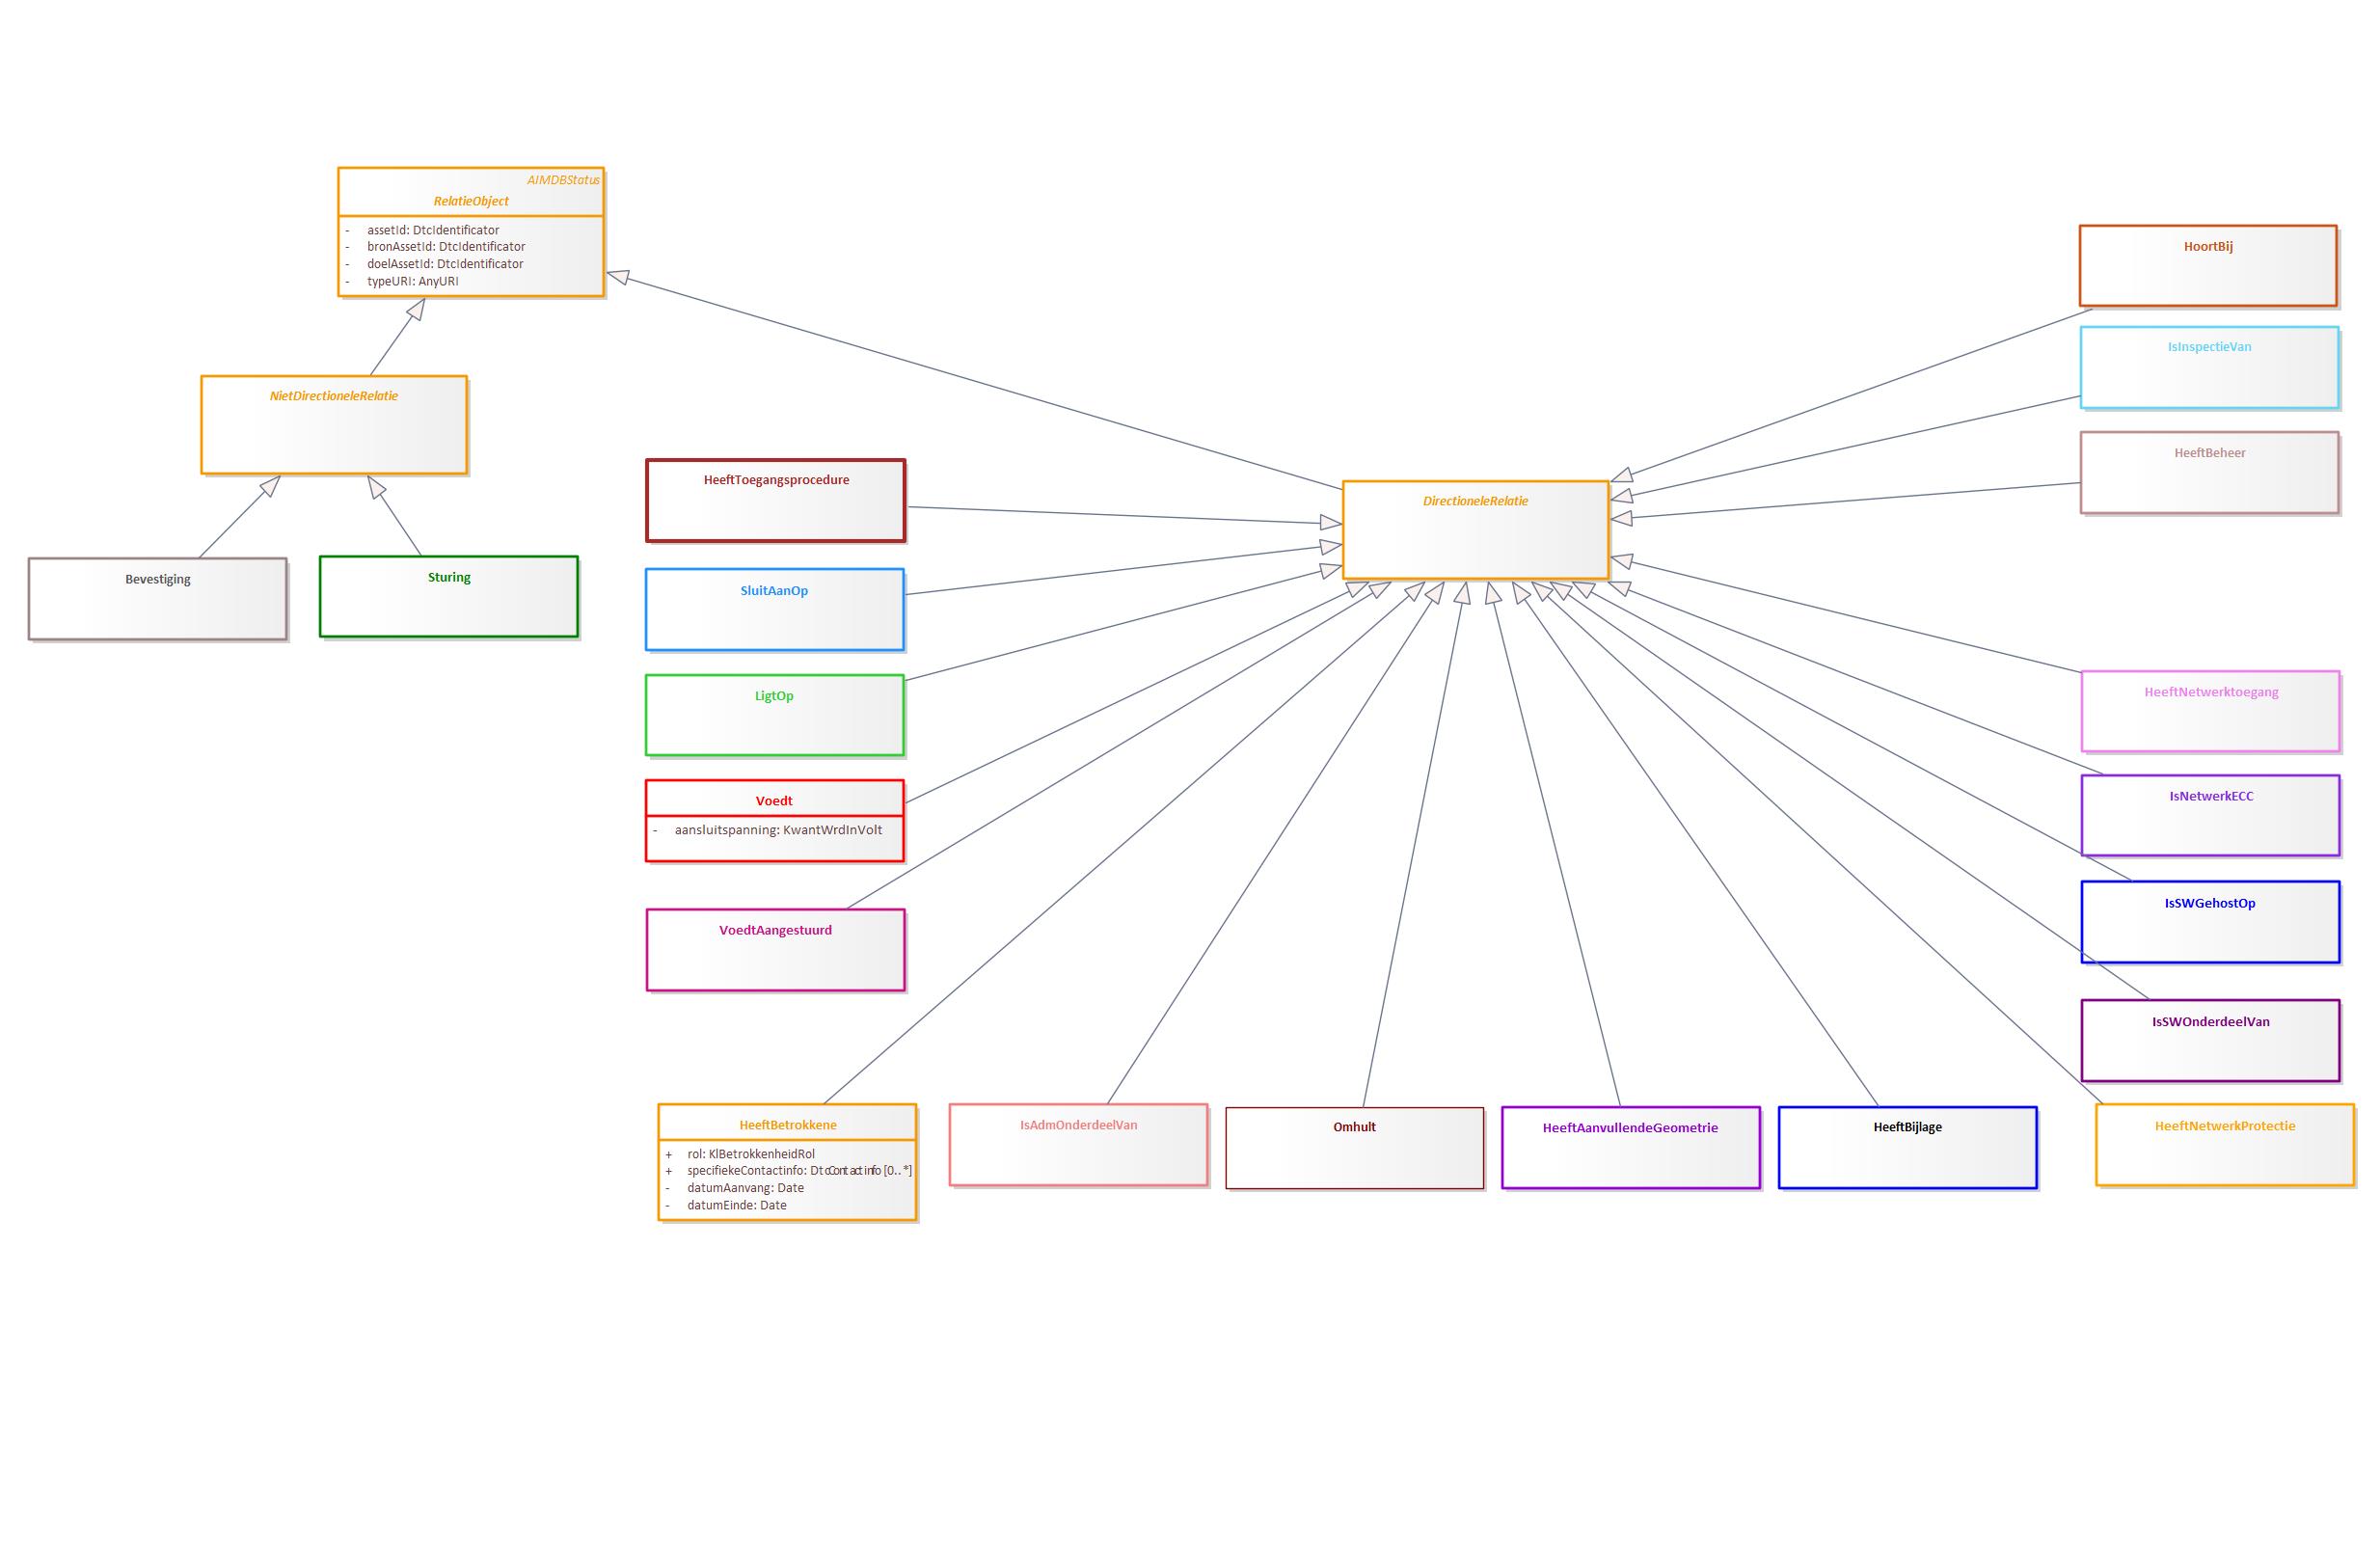 AIMDBStatus
RelatieObject
- assetId: DtcIdentificator
- bronAssetId: DtcIdentificator
- doelAssetId: DtcIdentificator
- typeURI: AnyURI
NietDirectioneleRelatie
Bevestiging
Sturing
HeeftToegangsprocedure
SluitAanOp
LigtOp
Voedt
- aansluitspanning: KwantWrdInVolt
VoedtAangestuurd
DirectioneleRelatie
HoortBij
IsInspectieVan
HeeftBeheer
HeeftNetwerktoegang
IsNetwerkECC
IsSWGehostOp
IsSWOnderdeelVan
HeeftBetrokkene
+ rol: KlBetrokkenheidRol
+ specifiekeContactinfo: DtcContactinfo [0..*]
- datumAanvang: Date
- datumEinde: Date
IsAdmOnderdeelVan
Omhult
HeeftAanvullendeGeometrie
HeeftBijlage
HeeftNetwerkProtectie